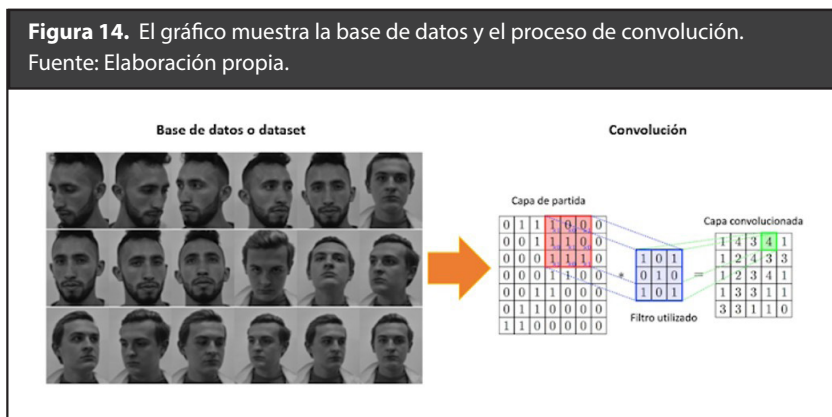 Figura 14. El gráfico muestra la base de datos y el proceso de convolución.
Fuente: Elaboración propia.
Base de datos o dataset
Convolución
Capa de partida
0 1 1 1 0 0 0
0 0 1 1 1 0 0
0 0 0 1 1 1 0
0 0 0 1 1 0 0
0 0 1 1 0 0 0
0 1 1 0 0 0 0
1 1 0 0 0 0 0
*
1 0 1
0 1 0
1 0 1
Filtro utilizado
=
Capa convolucionada
1 4 3 4 1
1 2 4 3 3
1 2 3 4 1
1 3 3 1 1
3 3 1 1 0